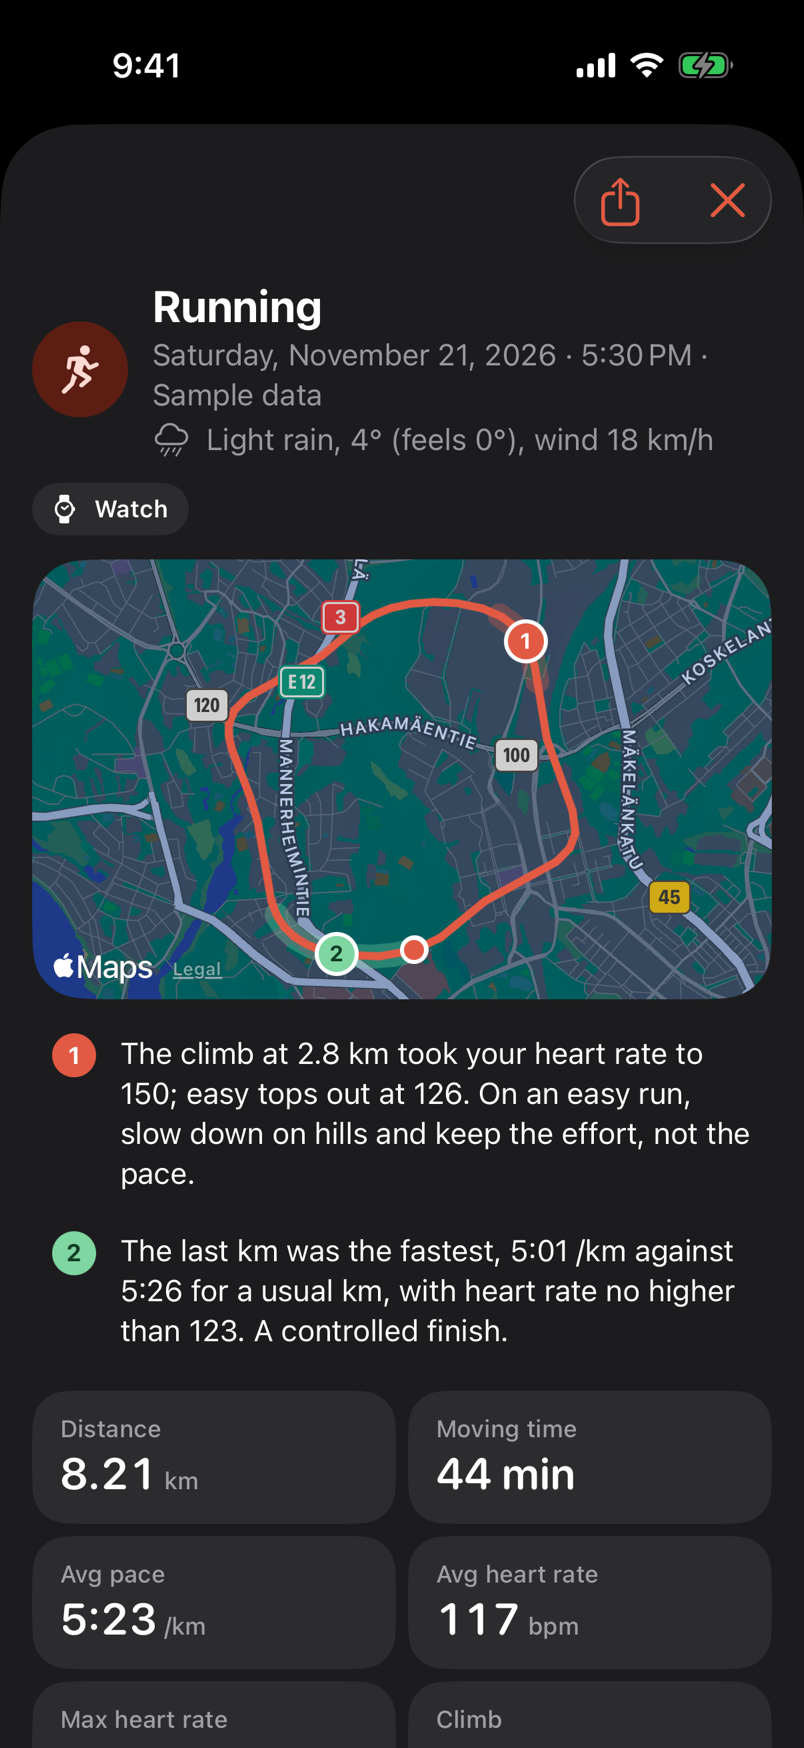 9:41
Running
Saturday, November 21, 2026 · 5:30 PM ·
Sample data
Light rain, 4° (feels 0°), wind 18 km/h
Watch
LÄ
3
1
KOSKELANT
E12
120
HAKAMÄENTIE
100
MANNERHEIMINTIE
MÄKELÄNKATU
45
2
Maps
Legal
1
The climb at 2.8 km took your heart rate to
150; easy tops out at 126. On an easy run,
slow down on hills and keep the effort, not the
pace.
2
The last km was the fastest, 5:01 /km against
5:26 for a usual km, with heart rate no higher
than 123. A controlled finish.
Distance
8.21 km
Moving time
44 min
Avg pace
5:23 /km
Avg heart rate
117 bpm
Max heart rate
Climb